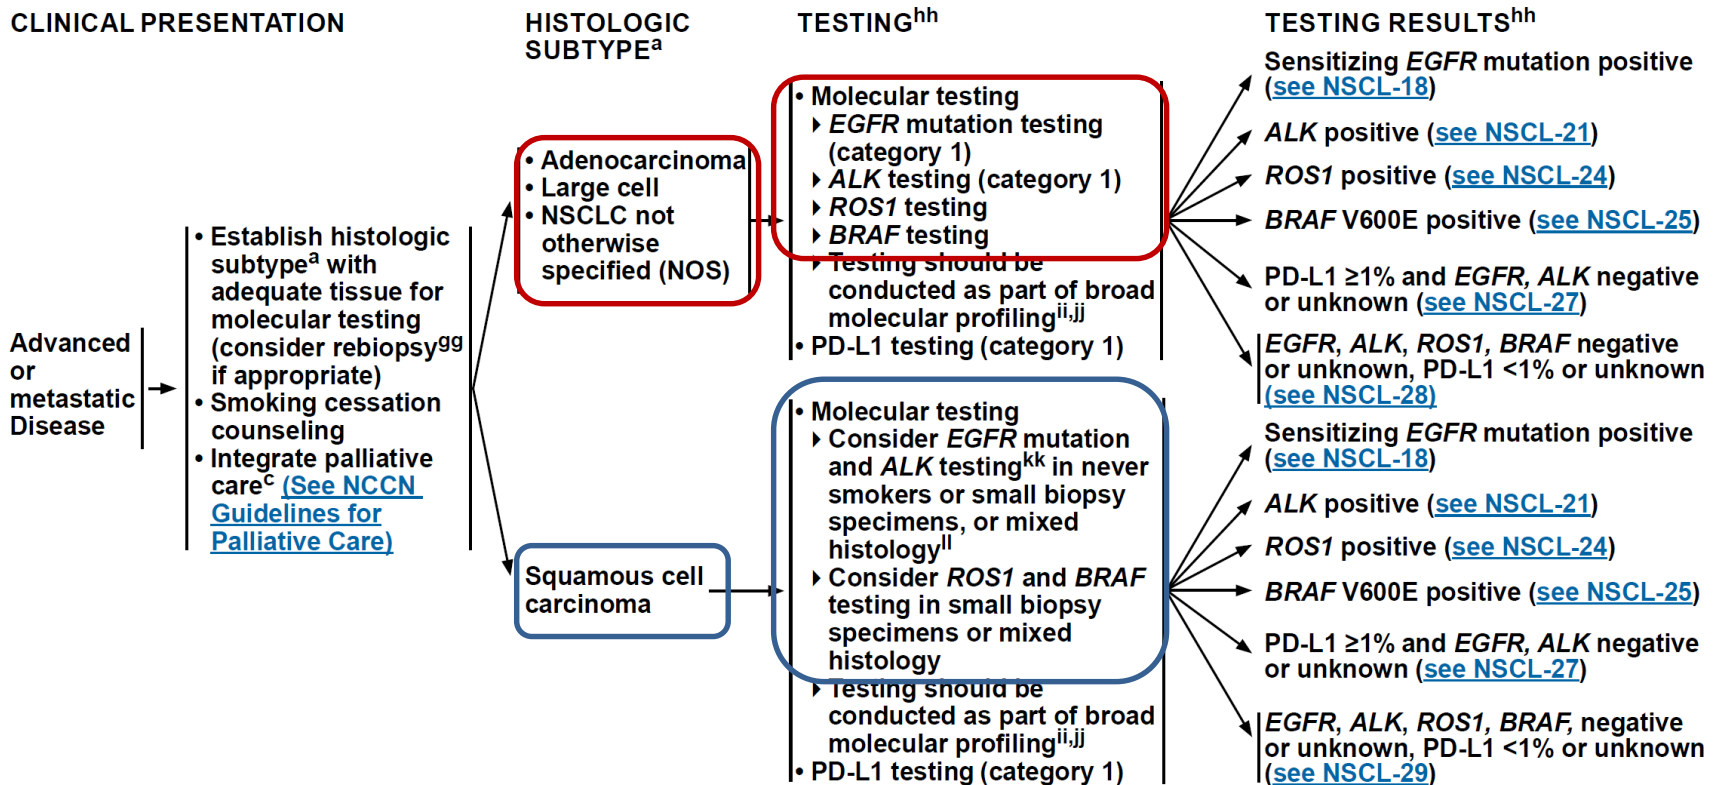 CLINICAL PRESENTATION
HISTOLOGIC
SUBTYPEᵃ
TESTINGʰʰ
TESTING RESULTSʰʰ
Advanced
or
metastatic
Disease
• Establish histologic
subtypeᵃ with
adequate tissue for
molecular testing
(consider rebiopsyᵍᵍ
if appropriate)
• Smoking cessation
counseling
• Integrate palliative
careᶜ (See NCCN
Guidelines for
Palliative Care)
• Adenocarcinoma
• Large cell
• NSCLC not
otherwise
specified (NOS)
• Molecular testing
EGFR mutation testing
(category 1)
ALK testing (category 1)
ROS1 testing
BRAF testing
Testing should be
conducted as part of broad
molecular profilingⁱⁱ,ʲʲ
• PD-L1 testing (category 1)
Sensitizing EGFR mutation positive
(see NSCL-18)
ALK positive (see NSCL-21)
ROS1 positive (see NSCL-24)
BRAF V600E positive (see NSCL-25)
PD-L1 ≥1% and EGFR, ALK negative
or unknown (see NSCL-27)
EGFR, ALK, ROS1, BRAF negative
or unknown, PD-L1 <1% or unknown
(see NSCL-28)
Squamous cell
carcinoma
• Molecular testing
Consider EGFR mutation
and ALK testingᵏᵏ in never
smokers or small biopsy
specimens, or mixed
histologyˡˡ
Consider ROS1 and BRAF
testing in small biopsy
specimens or mixed
histology
Testing should be
conducted as part of broad
molecular profilingⁱⁱ,ʲʲ
• PD-L1 testing (category 1)
Sensitizing EGFR mutation positive
(see NSCL-18)
ALK positive (see NSCL-21)
ROS1 positive (see NSCL-24)
BRAF V600E positive (see NSCL-25)
PD-L1 ≥1% and EGFR, ALK negative
or unknown (see NSCL-27)
EGFR, ALK, ROS1, BRAF, negative
or unknown, PD-L1 <1% or unknown
(see NSCL-29)